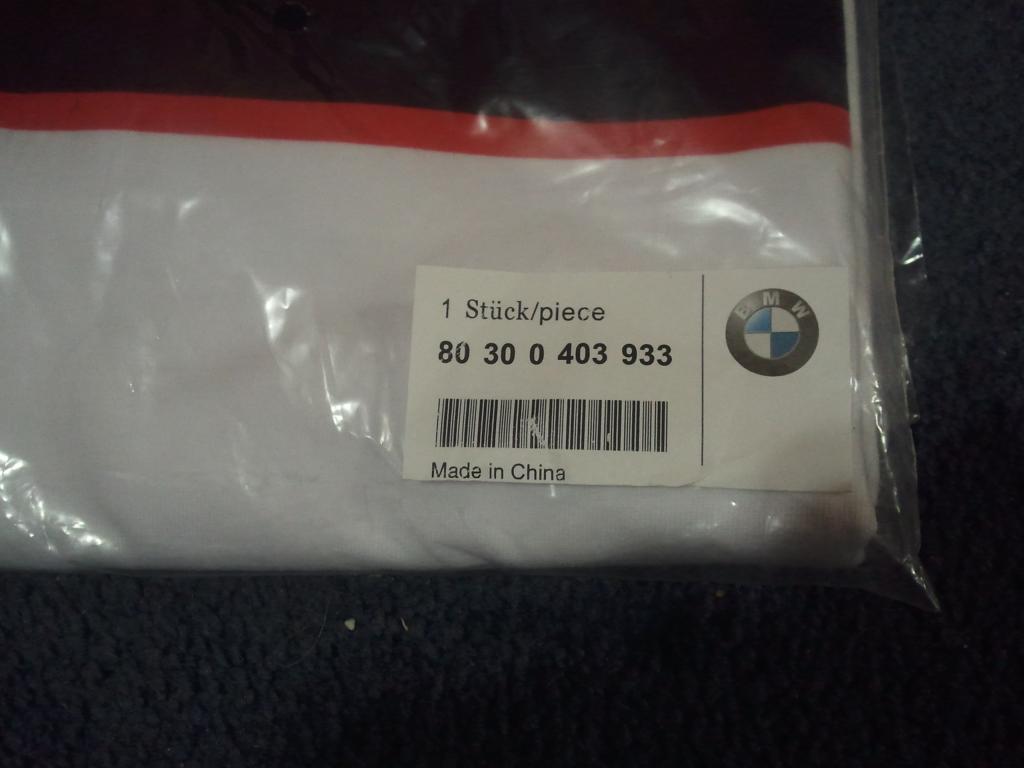 1 Stück/piece
80 30 0 403 933
Made in China
BMW